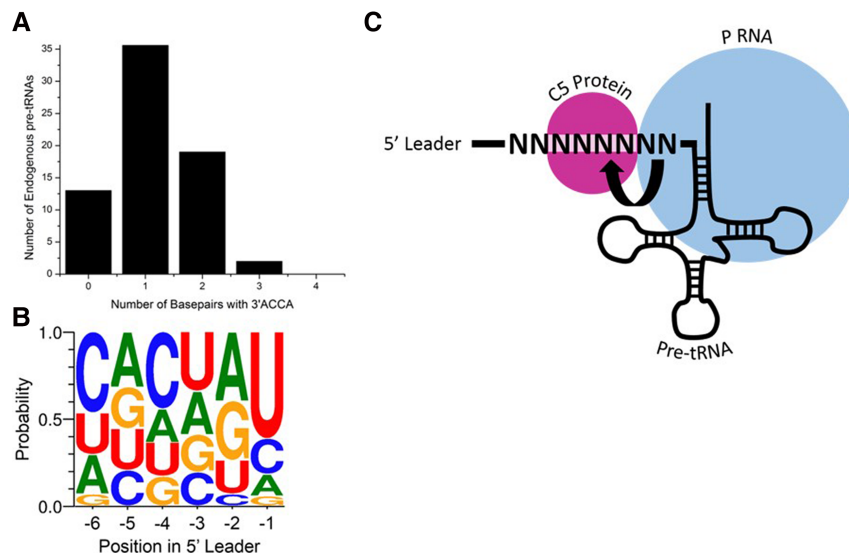 A
Number of Endogenous pre-tRNAs
35
30
25
20
15
10
5
0
0 1 2 3 4
Number of Basepairs with 3'ACCA
B
Probability
1.0
0.5
0.0
C A C U A U
U G A A G C
A U U G U A
G C G C C G
-6 -5 -4 -3 -2 -1
Position in 5' Leader
C
P RNA
C5 Protein
5' Leader
NNNNNNNN
Pre-tRNA